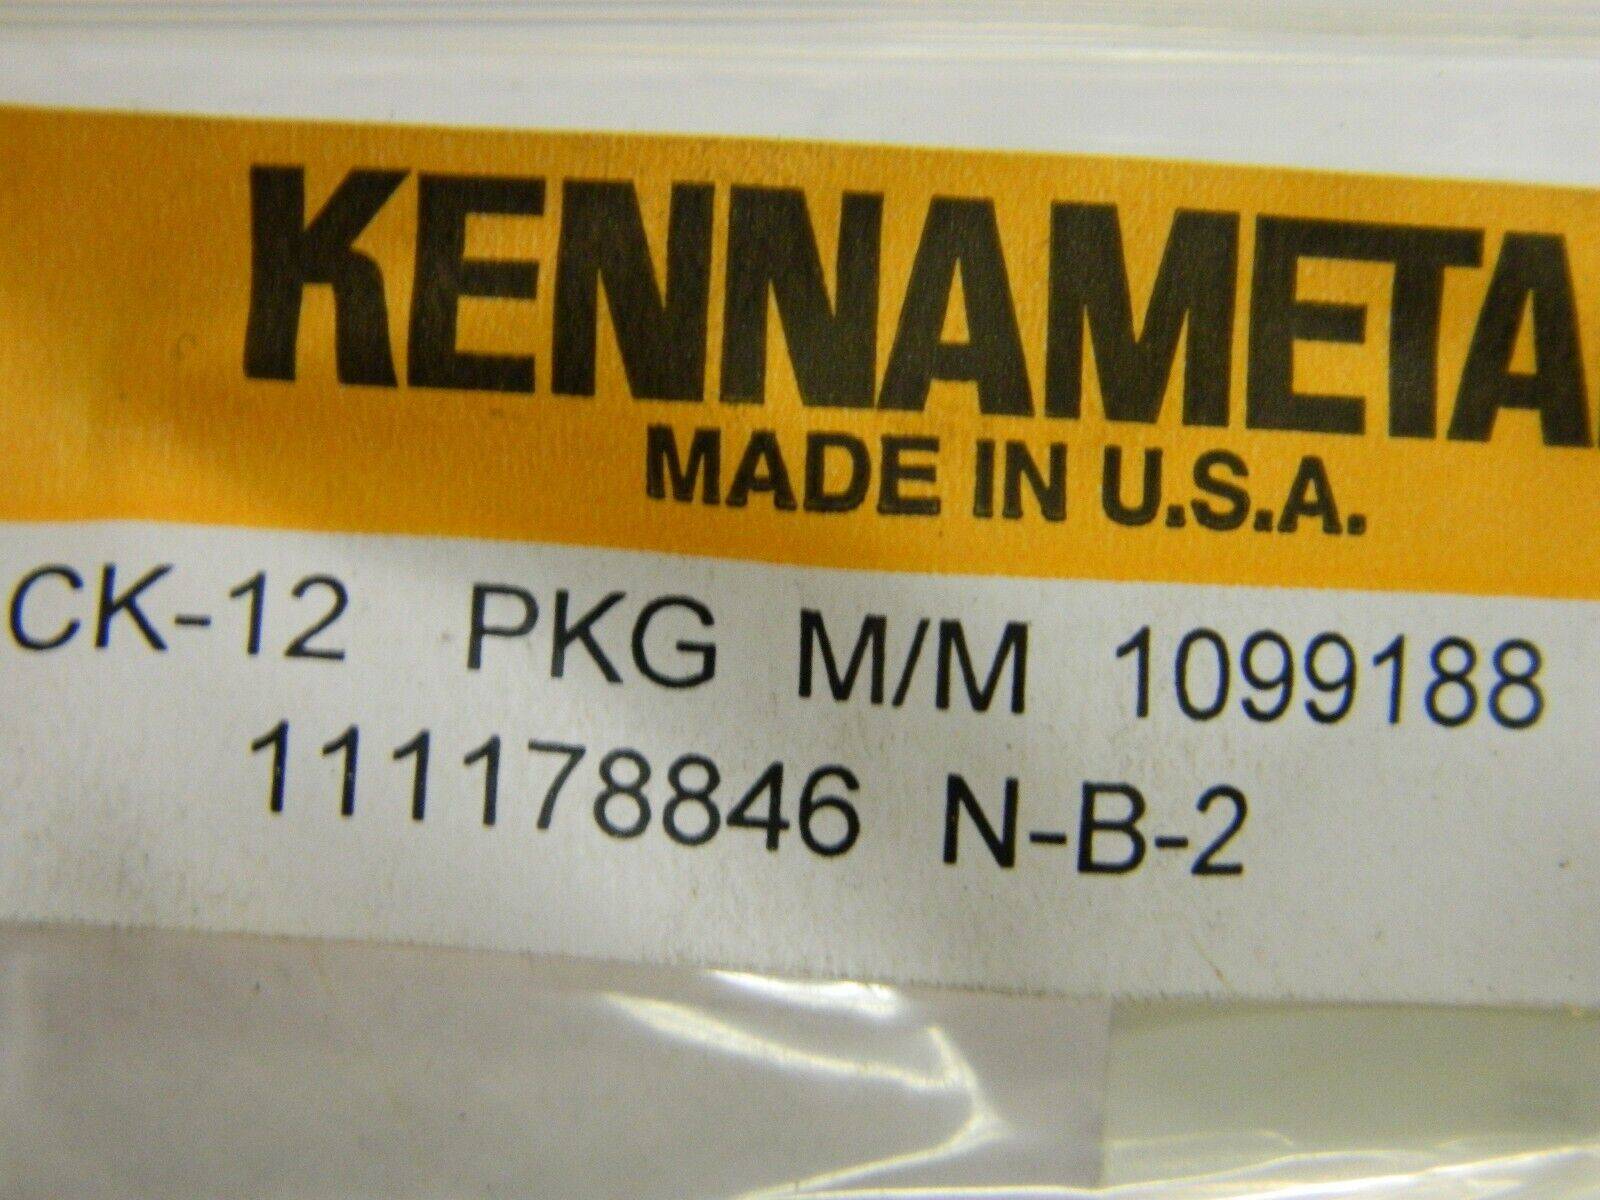 KENNAMETA
MADE IN U.S.A.
CK-12 PKG M/M 1099188
111178846 N-B-2